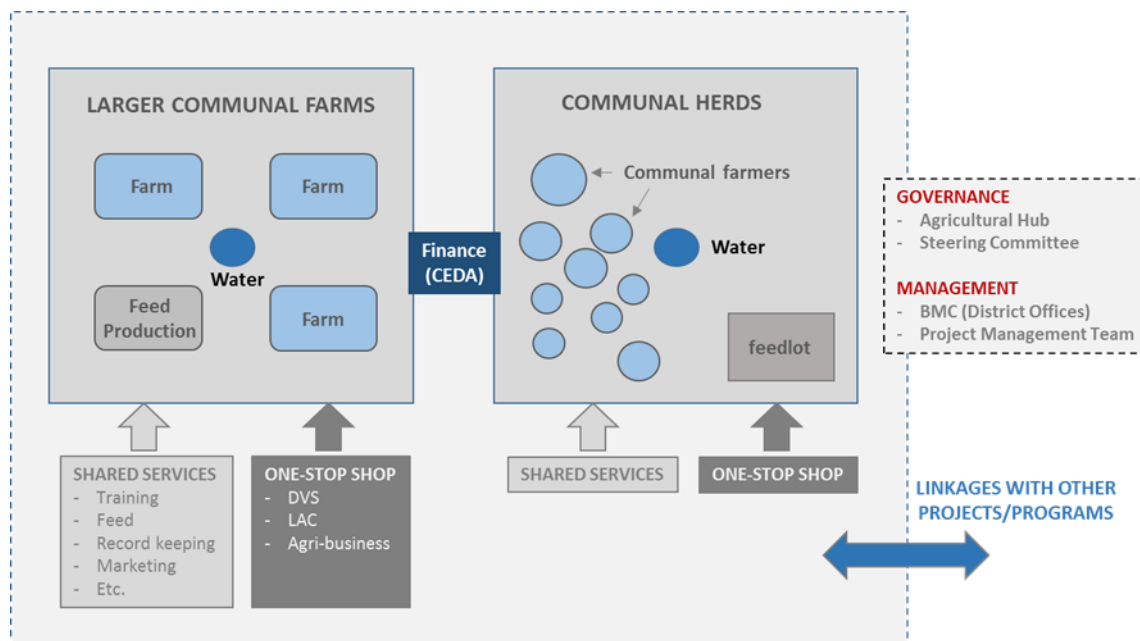 LARGER COMMUNAL FARMS
Farm
Farm
Water
Feed
Production
Farm
Finance
(CEDA)
COMMUNAL HERDS
Communal farmers
Water
feedlot
GOVERNANCE
- Agricultural Hub
- Steering Committee
MANAGEMENT
- BMC (District Offices)
- Project Management Team
SHARED SERVICES
- Training
- Feed
- Record keeping
- Marketing
- Etc.
ONE-STOP SHOP
- DVS
- LAC
- Agri-business
SHARED SERVICES
ONE-STOP SHOP
LINKAGES WITH OTHER
PROJECTS/PROGRAMS